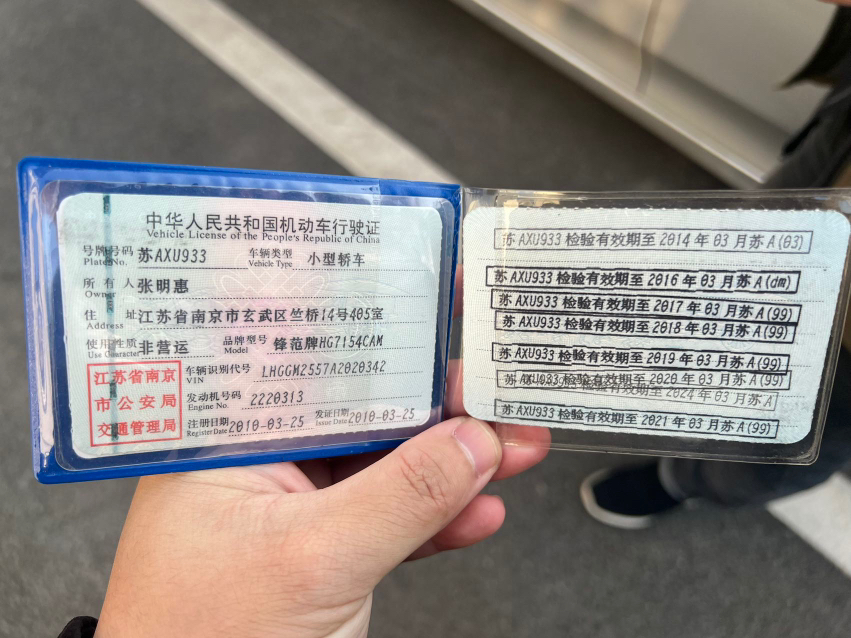 中华人民共和国机动车行驶证
Vehicle License of the People's Republic of China
号牌号码 苏AXU933 车辆类型 小型轿车
PlateNo. Vehicle Type
所有人 张明惠
Owner
住址 江苏省南京市玄武区竺桥14号405室
Address
使用性质 非营运 品牌型号 锋范牌HG7154CAM
Use Character Model
江苏省南京
市公安局
交通管理局
车辆识别代号 LHGGM2557A2020342
VIN
发动机号码 2220313
Engine No.
注册日期 2010-03-25 发证日期 2010-03-25
Register Date Issue Date
苏AXU933 检验有效期至 2014 年 03 月苏A(03)
苏AXU933 检验有效期至 2016 年 03 月苏A(dm)
苏AXU933 检验有效期至 2017 年 03 月苏A(99)
苏AXU933 检验有效期至 2018 年 03 月苏A(99)
苏AXU933 检验有效期至 2019 年 03 月苏A(99)
苏AXU933 检验有效期至 2020 年 03 月苏A(99)
2024 年 03 月苏A
苏AXU933 检验有效期至 2021 年 03 月苏A(99)